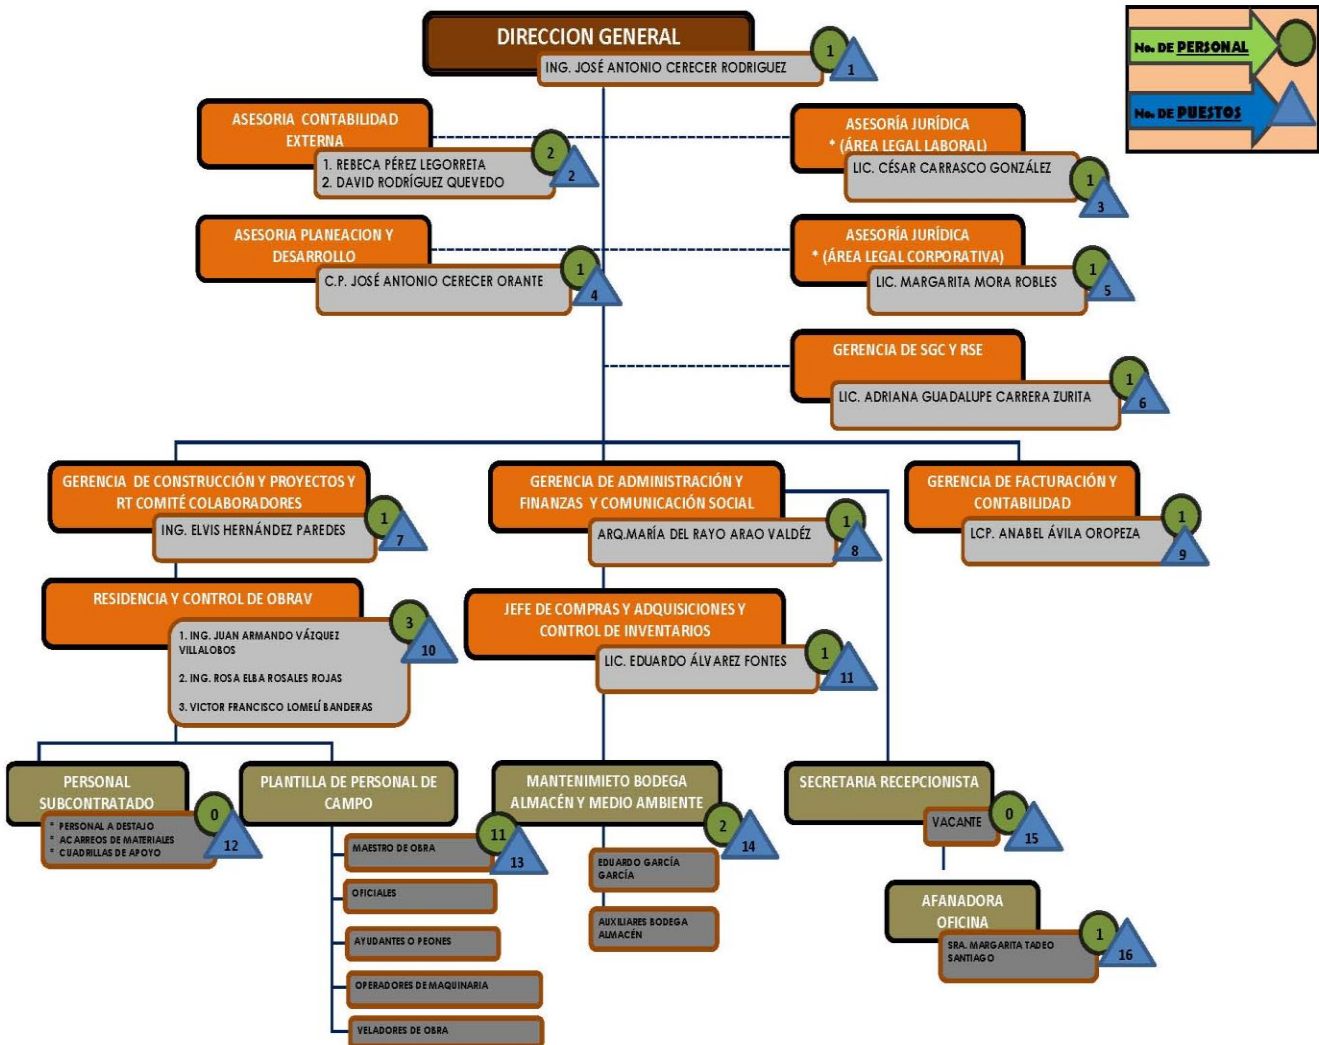 DIRECCION GENERAL
ING. JOSÉ ANTONIO CERECER RODRIGUEZ
1
1
No. DE PERSONAL
No. DE PUESTOS
ASESORIA CONTABILIDAD
EXTERNA
1. REBECA PÉREZ LEGORRETA
2. DAVID RODRÍGUEZ QUEVEDO
2
2
ASESORÍA JURÍDICA
* (ÁREA LEGAL LABORAL)
LIC. CÉSAR CARRASCO GONZÁLEZ
1
3
ASESORIA PLANEACION Y
DESARROLLO
C.P. JOSÉ ANTONIO CERECER ORANTE
1
4
ASESORÍA JURÍDICA
* (ÁREA LEGAL CORPORATIVA)
LIC. MARGARITA MORA ROBLES
1
5
GERENCIA DE SGC Y RSE
LIC. ADRIANA GUADALUPE CARRERA ZURITA
1
6
GERENCIA DE CONSTRUCCIÓN Y PROYECTOS Y
RT COMITÉ COLABORADORES
ING. ELVIS HERNÁNDEZ PAREDES
1
7
GERENCIA DE ADMINISTRACIÓN Y
FINANZAS Y COMUNICACIÓN SOCIAL
ARQ.MARÍA DEL RAYO ARAO VALDÉZ
1
8
GERENCIA DE FACTURACIÓN Y
CONTABILIDAD
LCP. ANABEL ÁVILA OROPEZA
1
9
RESIDENCIA Y CONTROL DE OBRAV
1. ING. JUAN ARMANDO VÁZQUEZ
VILLALOBOS
2. ING. ROSA ELBA ROSALES ROJAS
3. VICTOR FRANCISCO LOMELÍ BANDERAS
3
10
JEFE DE COMPRAS Y ADQUISICIONES Y
CONTROL DE INVENTARIOS
LIC. EDUARDO ÁLVAREZ FONTES
1
11
PERSONAL
SUBCONTRATADO
* PERSONAL A DESTAJO
* ACARREOS DE MATERIALES
* CUADRILLAS DE APOYO
0
12
PLANTILLA DE PERSONAL DE
CAMPO
MAESTRO DE OBRA
11
13
OFICIALES
AYUDANTES O PEONES
OPERADORES DE MAQUINARIA
VELADORES DE OBRA
MANTENIMIETO BODEGA
ALMACÉN Y MEDIO AMBIENTE
2
14
EDUARDO GARCÍA
GARCÍA
AUXILIARES BODEGA
ALMACÉN
SECRETARIA RECEPCIONISTA
VACANTE
0
15
AFANADORA
OFICINA
SRA. MARGARITA TADEO
SANTIAGO
1
16